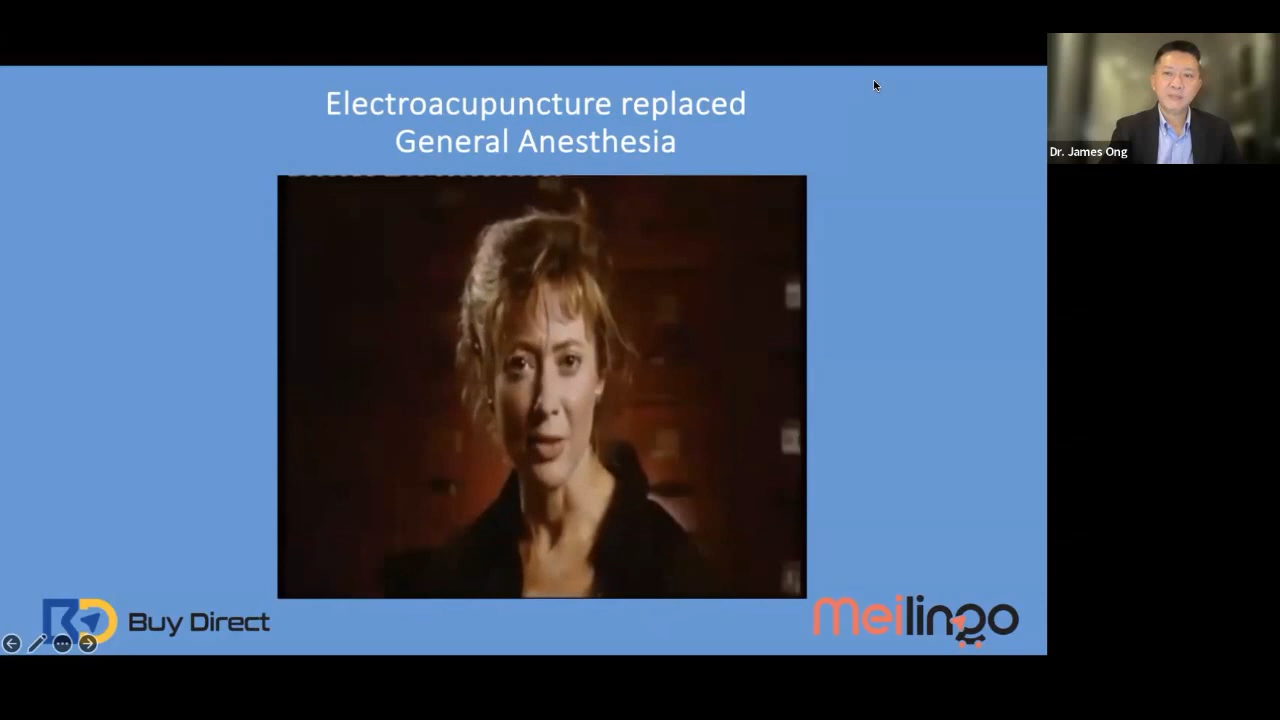 Electroacupuncture replaced
General Anesthesia
Dr. James Ong
Buy Direct
Meilingo